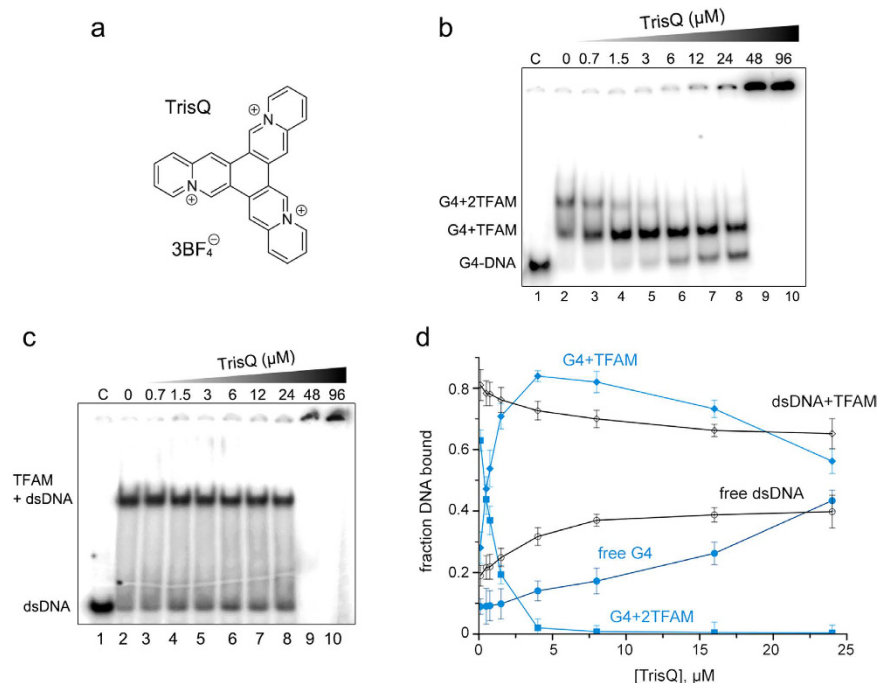 a
TrisQ
N
⊕
N
⊕
N
⊕
3BF4⊖
b
TrisQ (µM)
C 0 0.7 1.5 3 6 12 24 48 96
G4+2TFAM
G4+TFAM
G4-DNA
1 2 3 4 5 6 7 8 9 10
c
TrisQ (µM)
C 0 0.7 1.5 3 6 12 24 48 96
TFAM
+ dsDNA
dsDNA
1 2 3 4 5 6 7 8 9 10
d
G4+TFAM
dsDNA+TFAM
free dsDNA
free G4
G4+2TFAM
fraction DNA bound
0.8
0.6
0.4
0.2
0
0 5 10 15 20 25
[TrisQ], µM